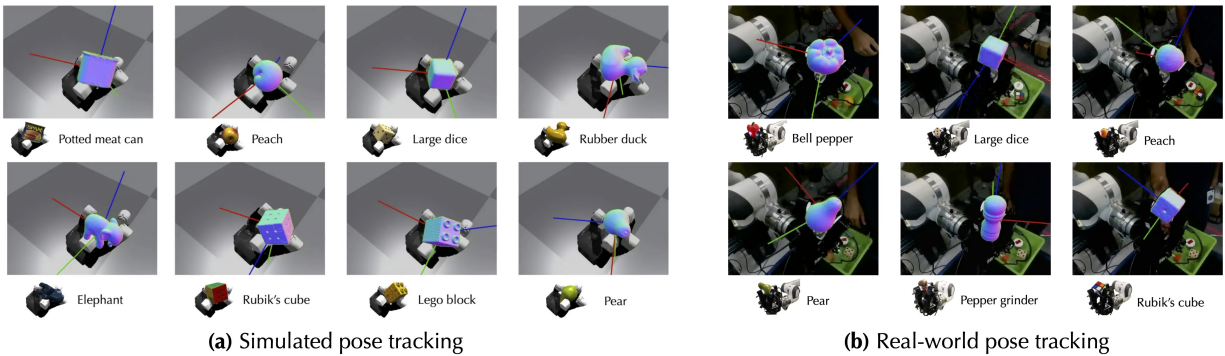 Potted meat can
Peach
Large dice
Rubber duck
Bell pepper
Large dice
Peach
Elephant
Rubik's cube
Lego block
Pear
Pear
Pepper grinder
Rubik's cube
(a) Simulated pose tracking
(b) Real-world pose tracking